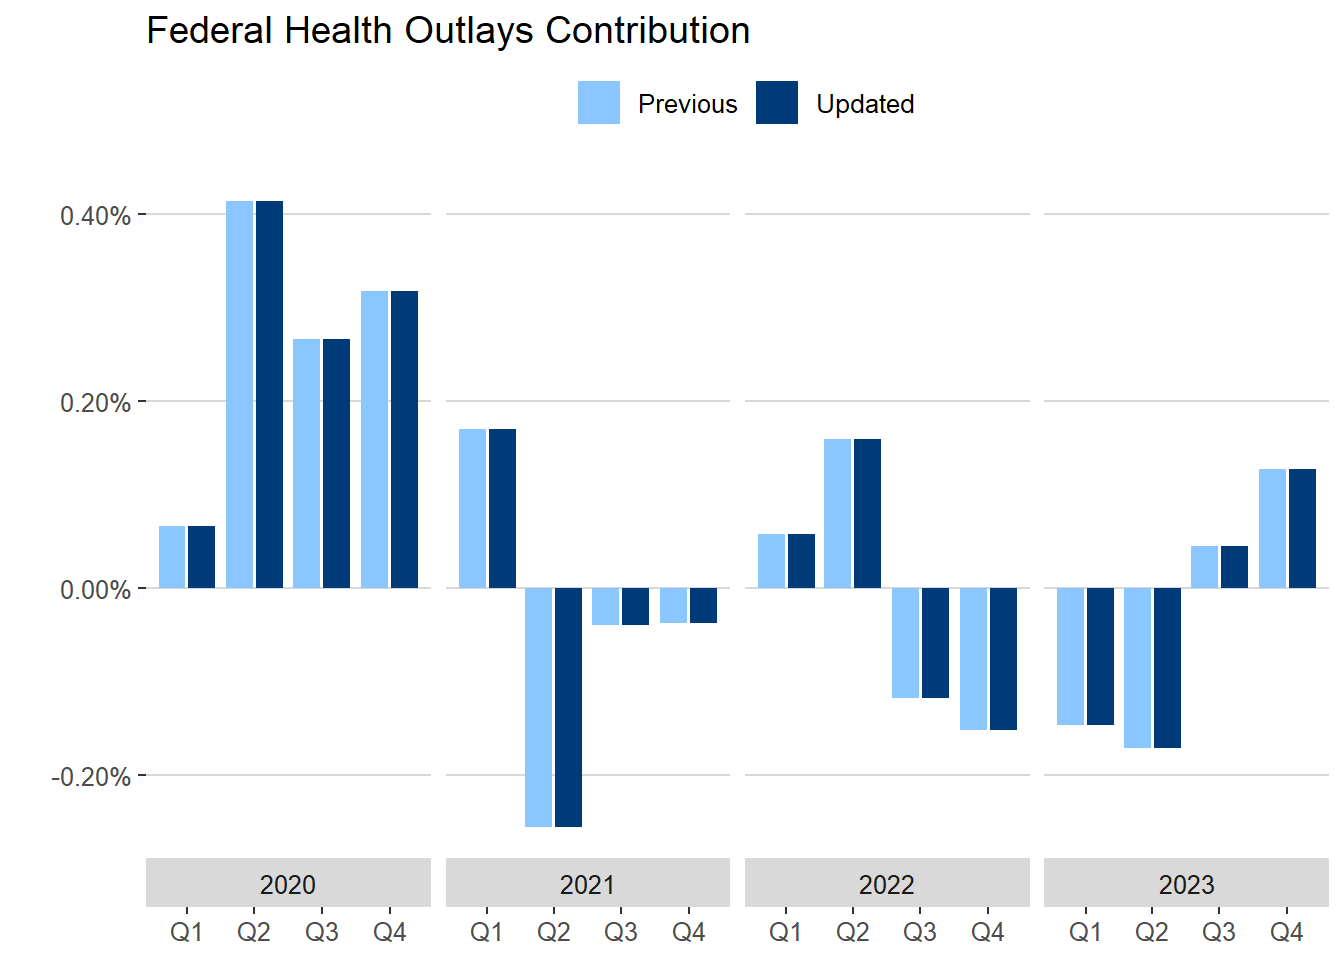 Federal Health Outlays Contribution
Previous Updated
0.40%
0.20%
0.00%
-0.20%
2020 2021 2022 2023
Q1 Q2 Q3 Q4 Q1 Q2 Q3 Q4 Q1 Q2 Q3 Q4 Q1 Q2 Q3 Q4